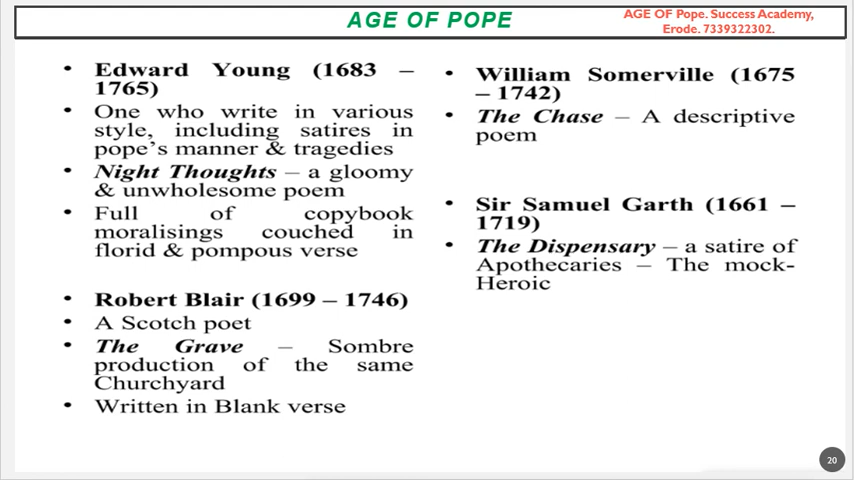 AGE OF POPE
AGE OF Pope. Success Academy,
Erode. 7339322302.
• Edward Young (1683 –
1765)
• One who write in various
style, including satires in
pope's manner & tragedies
• Night Thoughts – a gloomy
& unwholesome poem
• Full of copybook
moralisings couched in
florid & pompous verse
• Robert Blair (1699 – 1746)
• A Scotch poet
• The Grave – Sombre
production of the same
Churchyard
• Written in Blank verse
• William Somerville (1675
– 1742)
• The Chase – A descriptive
poem
• Sir Samuel Garth (1661 –
1719)
• The Dispensary – a satire of
Apothecaries – The mock-
Heroic
20